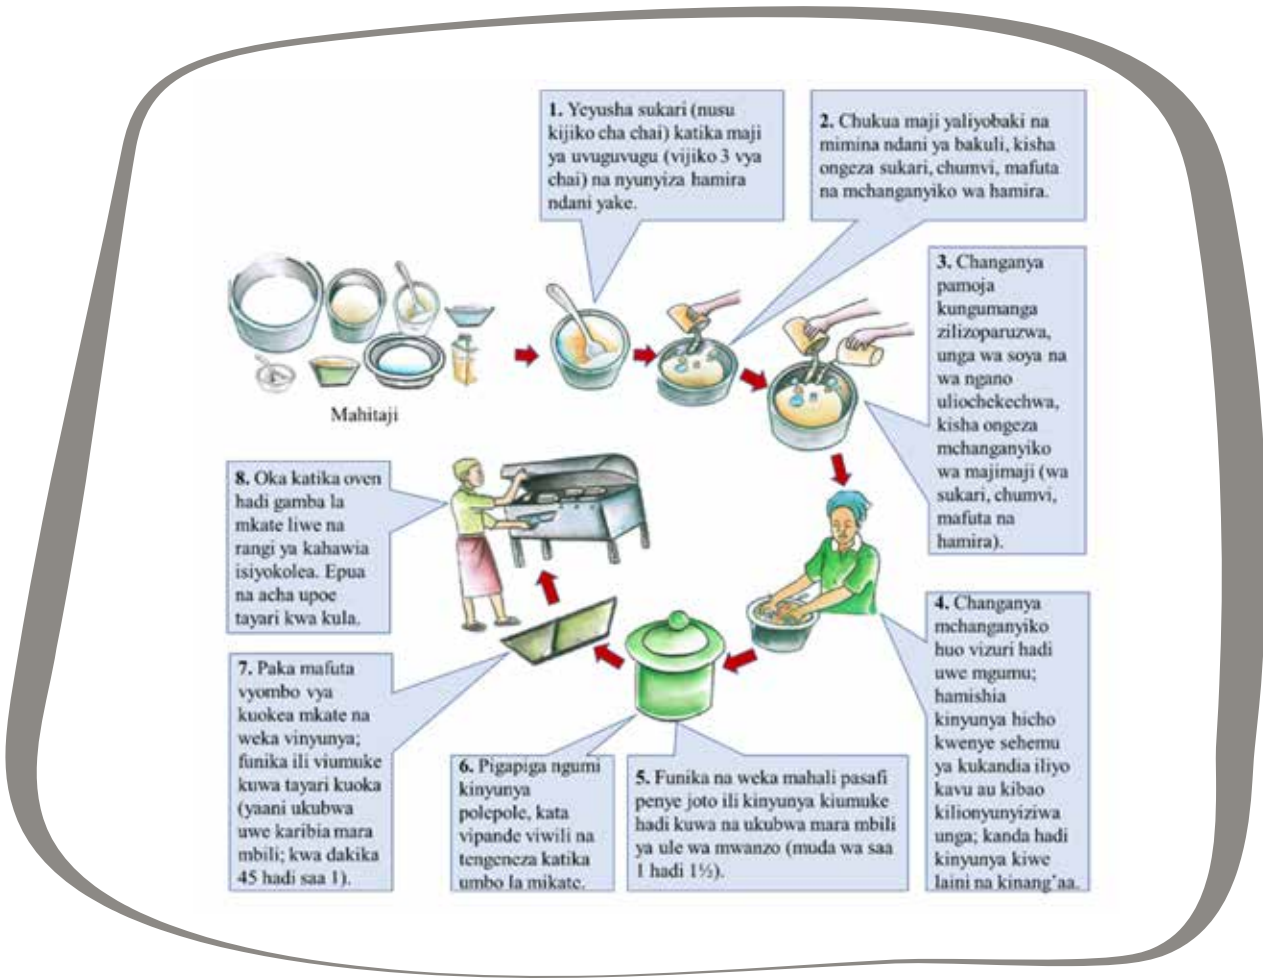 1. Yeyusha sukari (nusu
kijiko cha chai) katika maji
ya uvuguvugu (vijiko 3 vya
chai) na nyunyiza hamira
ndani yake.
2. Chukua maji yaliyobaki na
mimina ndani ya bakuli, kisha
ongeza sukari, chumvi, mafuta
na mchanganyiko wa hamira.
3. Changanya
pamoja
kungumanga
zilizoparuzwa,
unga wa soya na
wa ngano
uliochekechwa,
kisha ongeza
mchanganyiko
wa majimaji (wa
sukari, chumvi,
mafuta na
hamira).
Mahitaji
4. Changanya
mchanganyiko
huo vizuri hadi
uwe mgumu;
hamishia
kinyunya hicho
kwenye sehemu
ya kukandia iliyo
kavu au kibao
kilionyunyiziwa
unga; kanda hadi
kinyunya kiwe
laini na kinang'aa.
5. Funika na weka mahali pasafi
penye joto ili kinyunya kiumuke
hadi kuwa na ukubwa mara mbili
ya ule wa mwanzo (muda wa saa
1 hadi 1½).
6. Pigapiga ngumi
kinyunya
polepole, kata
vipande viwili na
tengeneza katika
umbo la mikate.
7. Paka mafuta
vyombo vya
kuokea mkate na
weka vinyunya;
funika ili viumuke
kuwa tayari kuoka
(yaani ukubwa
uwe karibia mara
mbili; kwa dakika
45 hadi saa 1).
8. Oka katika oven
hadi gamba la
mkate liwe na
rangi ya kahawia
isiyokolea. Epua
na acha upoe
tayari kwa kula.